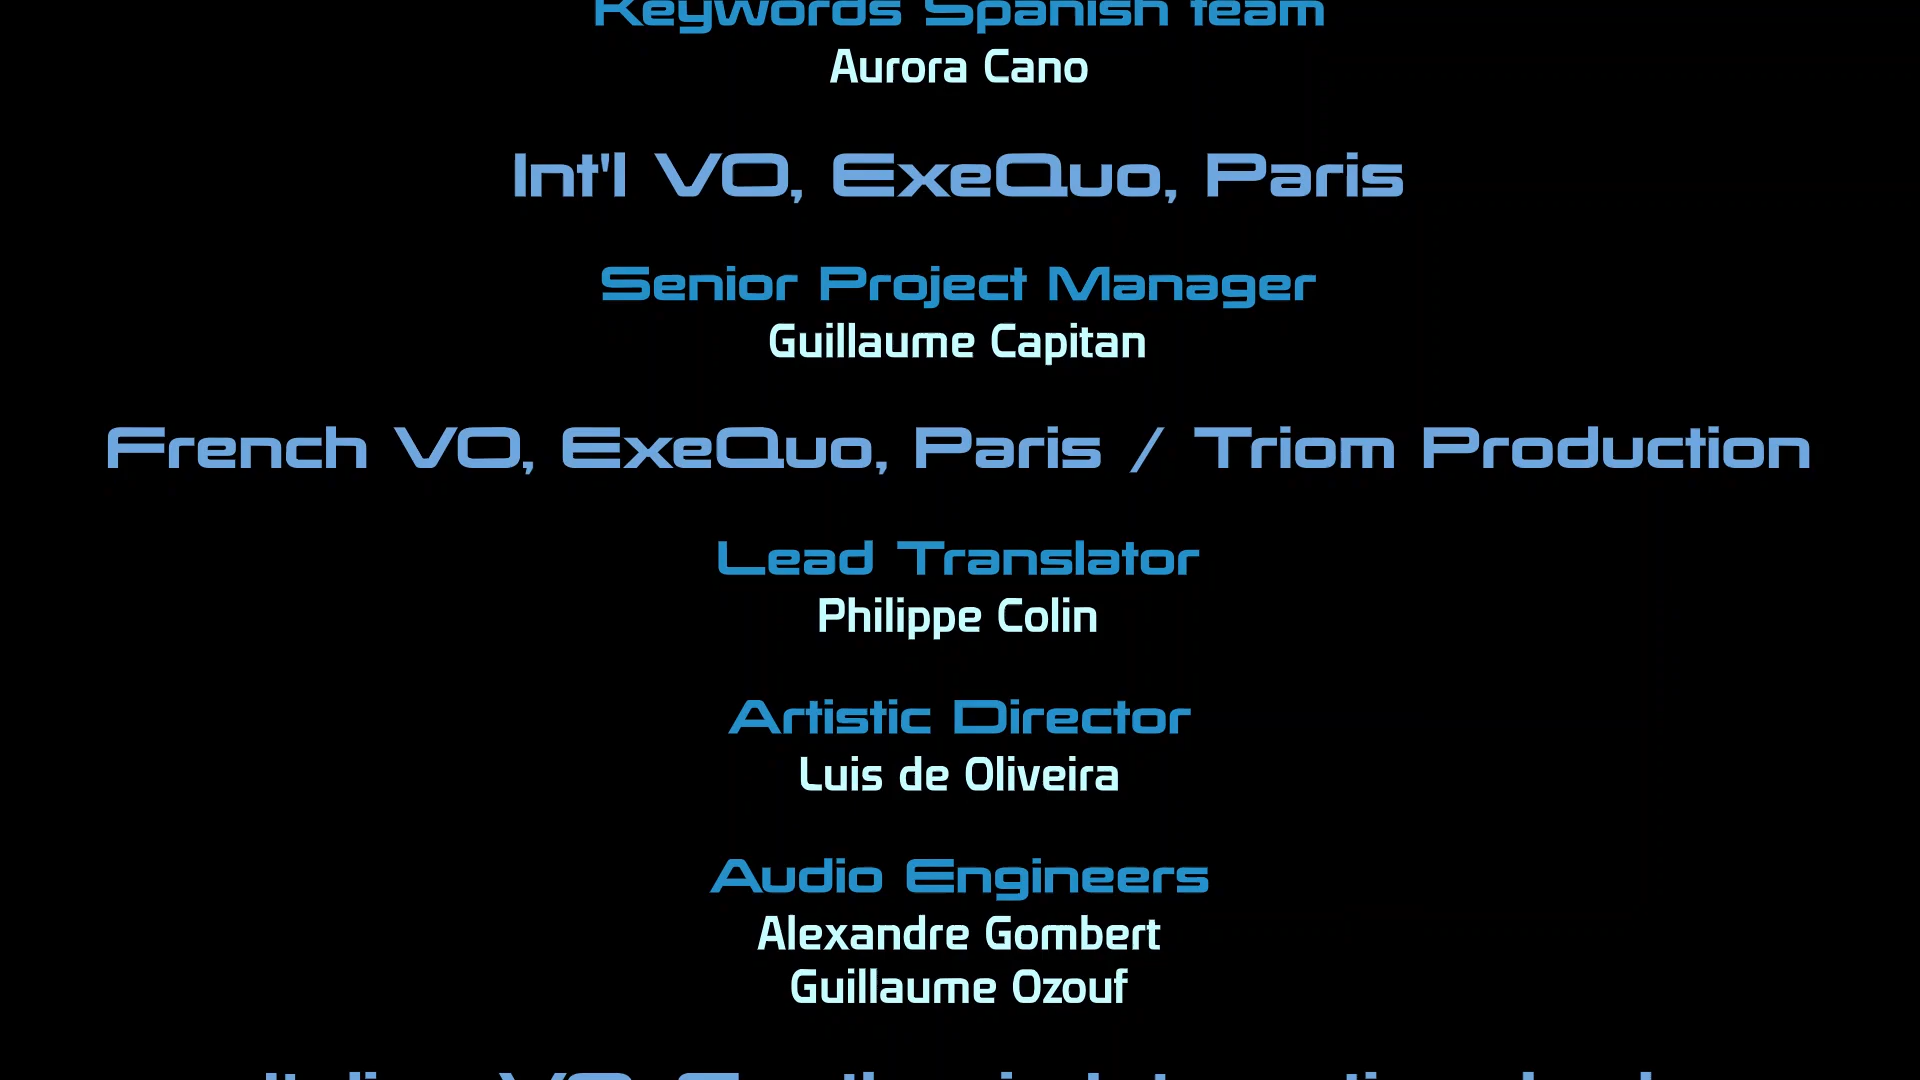 Keywords Spanish team
Aurora Cano
Int'l VO, ExeQuo, Paris
Senior Project Manager
Guillaume Capitan
French VO, ExeQuo, Paris / Triom Production
Lead Translator
Philippe Colin
Artistic Director
Luis de Oliveira
Audio Engineers
Alexandre Gombert
Guillaume Ozouf